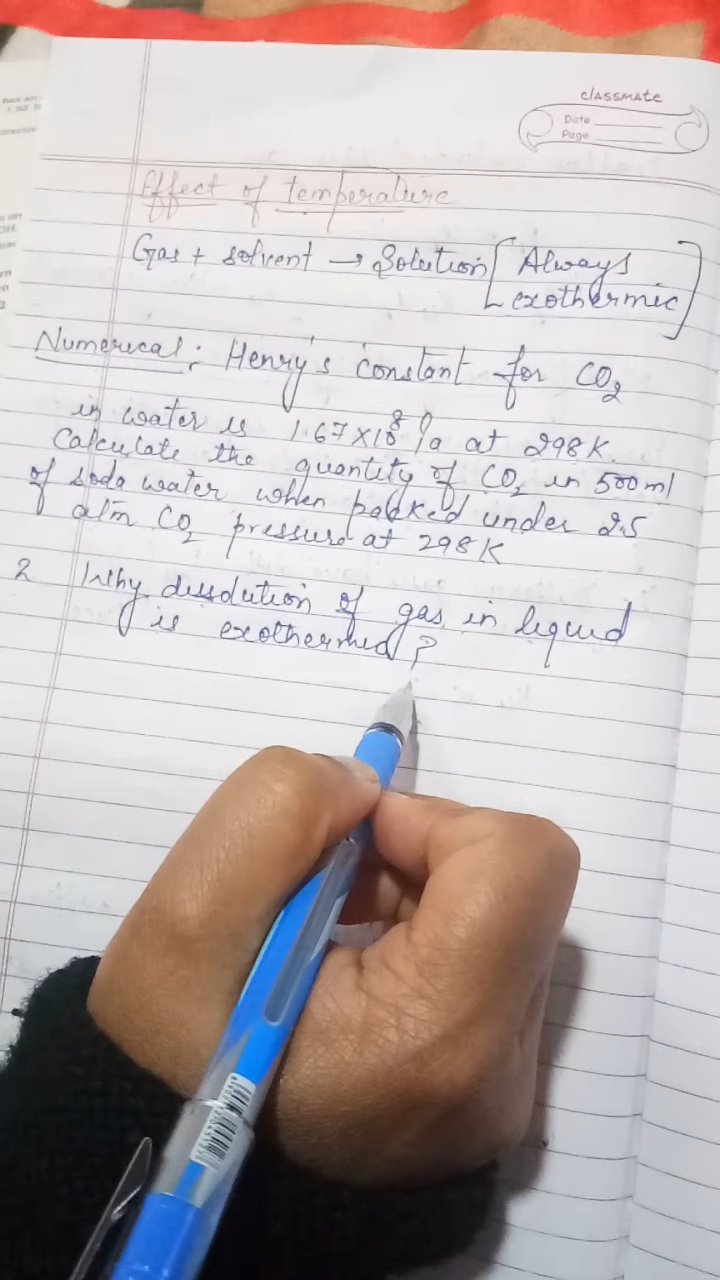 classmate
Date
Page
Effect of temperature
Gas + solvent → Solution [Always
exothermic]
Numerical: Henry's constant for CO₂
in water is 1.67×10⁸ Pa at 298K.
Calculate the quantity of CO₂ in 500ml
of soda water when packed under 2.5
atm CO₂ pressure at 298K
2 Why dissolution of gas in liquid
is exothermic?